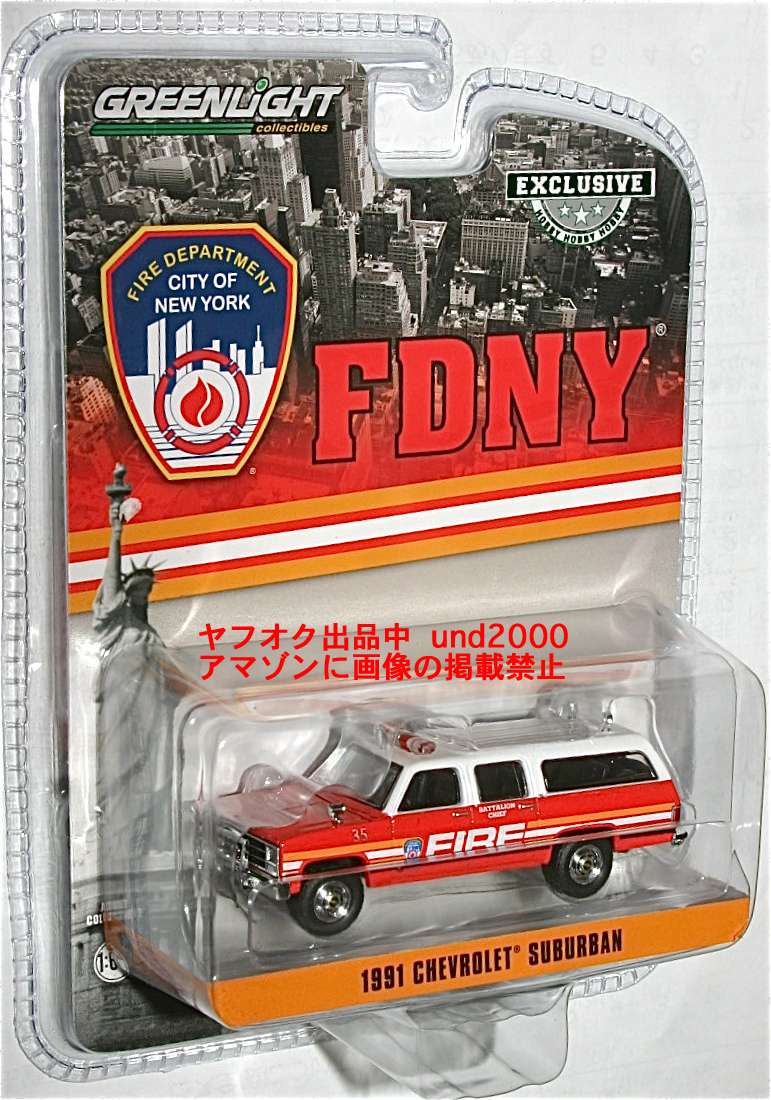 GREENLiGHT
collectibles
EXCLUSIVE
HOBBY HOBBY HOBBY
FIRE DEPARTMENT
CITY OF
NEW YORK
®
FDNY®
ヤフオク出品中 und2000
アマゾンに画像の掲載禁止
BATTALION
CHIEF
35
FIRE
1991 CHEVROLET® SUBURBAN